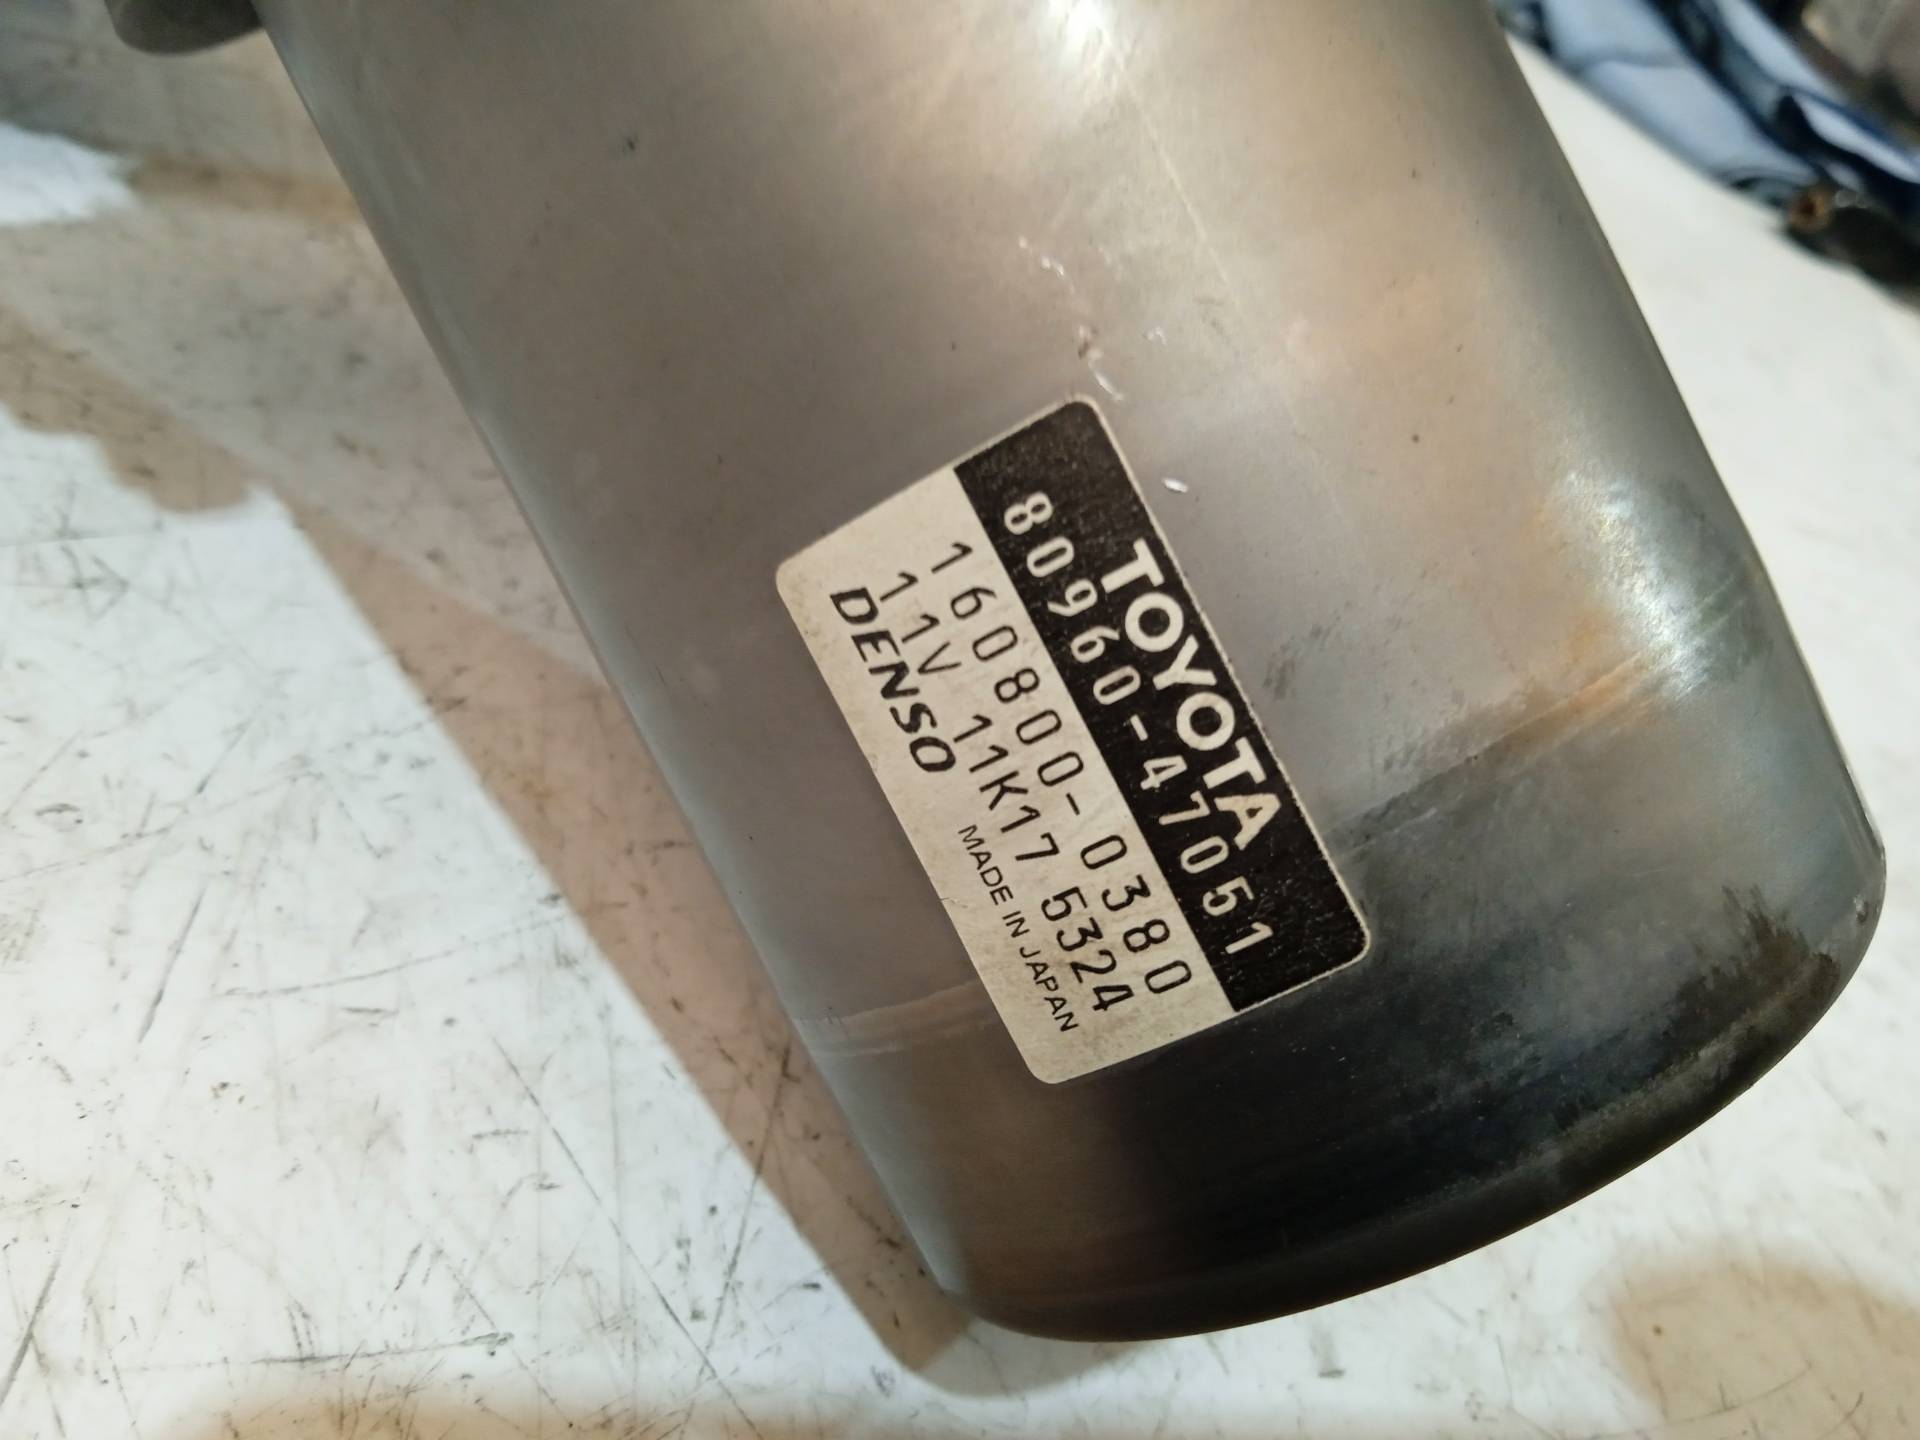 TOYOTA
80960-47051
160800-0380
11V 11K17 5324
DENSO MADE IN JAPAN